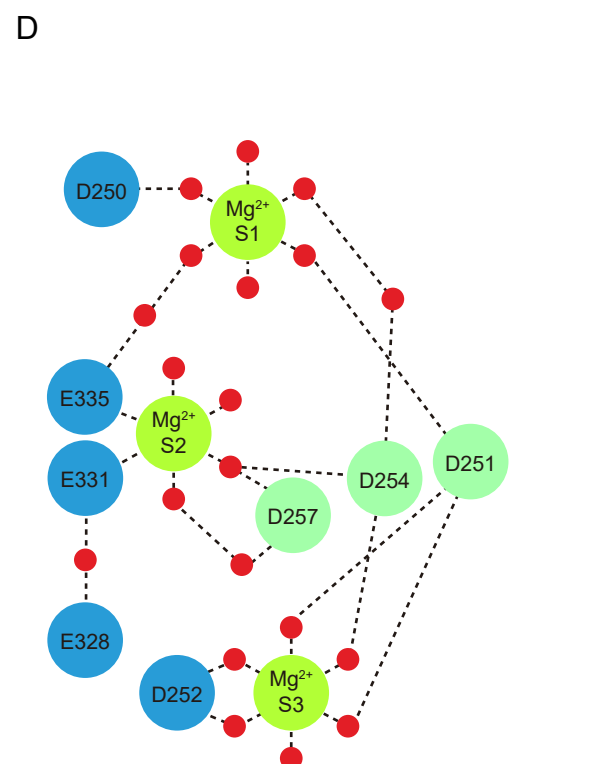 D
D250
Mg²⁺
S1
E335
Mg²⁺
S2
E331
D251
D254
D257
E328
D252
Mg²⁺
S3